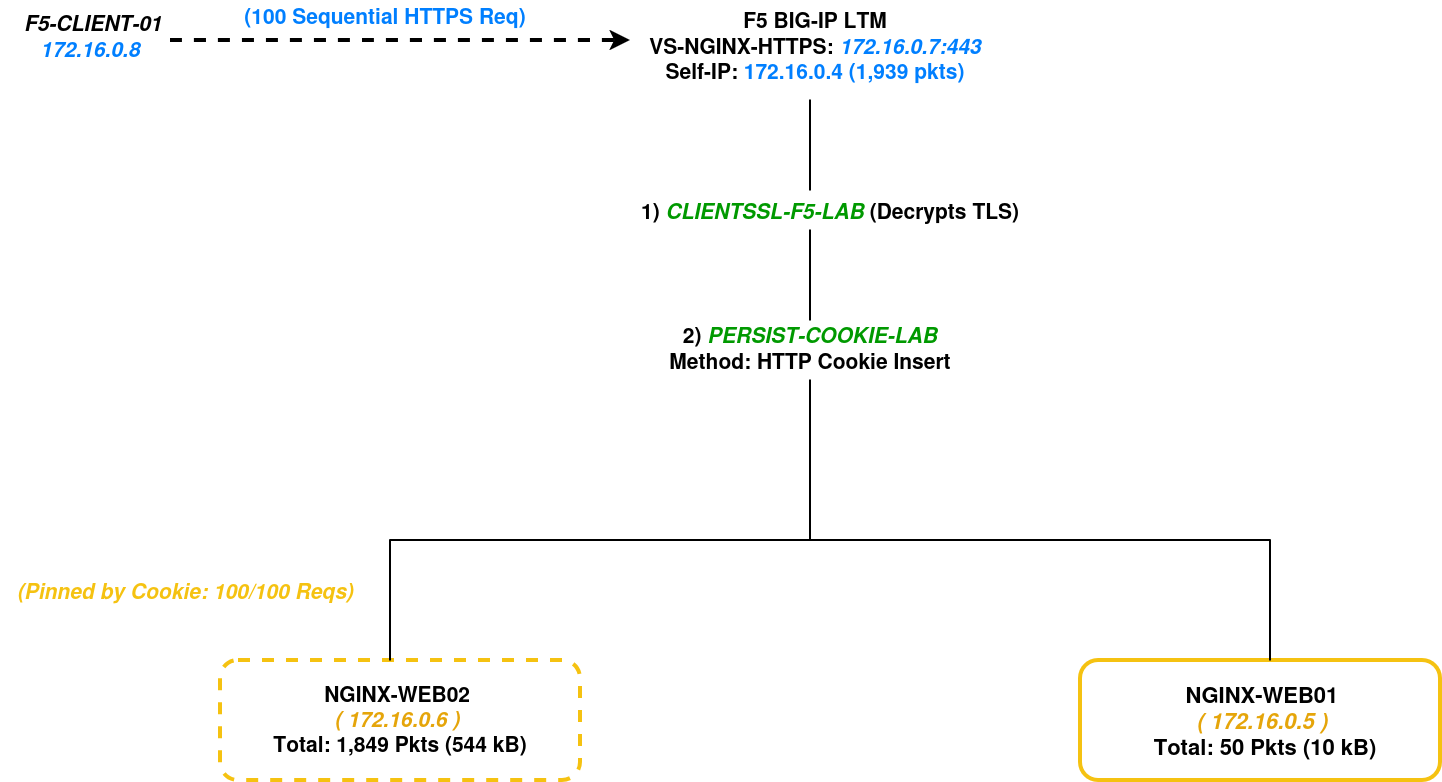 F5-CLIENT-01
172.16.0.8
(100 Sequential HTTPS Req)
F5 BIG-IP LTM
VS-NGINX-HTTPS: 172.16.0.7:443
Self-IP: 172.16.0.4 (1,939 pkts)
1) CLIENTSSL-F5-LAB (Decrypts TLS)
2) PERSIST-COOKIE-LAB
Method: HTTP Cookie Insert
(Pinned by Cookie: 100/100 Reqs)
NGINX-WEB02
( 172.16.0.6 )
Total: 1,849 Pkts (544 kB)
NGINX-WEB01
( 172.16.0.5 )
Total: 50 Pkts (10 kB)